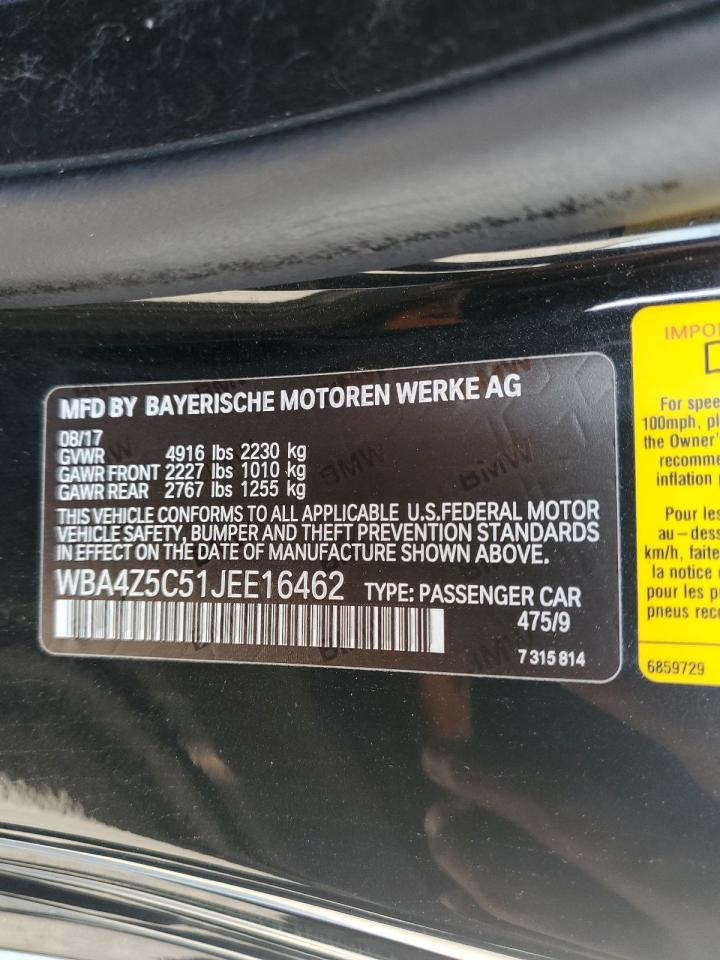 MFD BY BAYERISCHE MOTOREN WERKE AG
08/17
GVWR 4916 lbs 2230 kg
GAWR FRONT 2227 lbs 1010 kg
GAWR REAR 2767 lbs 1255 kg
THIS VEHICLE CONFORMS TO ALL APPLICABLE U.S.FEDERAL MOTOR
VEHICLE SAFETY, BUMPER AND THEFT PREVENTION STANDARDS
IN EFFECT ON THE DATE OF MANUFACTURE SHOWN ABOVE.
WBA4Z5C51JEE16462 TYPE: PASSENGER CAR
475/9
7 315 814
BMW
BMW
IMPO
For spee
100mph, pl
the Owner'
recomme
inflation
Pour les
au-dess
km/h, faite
la notice
pour les p
pneus rec
6859729